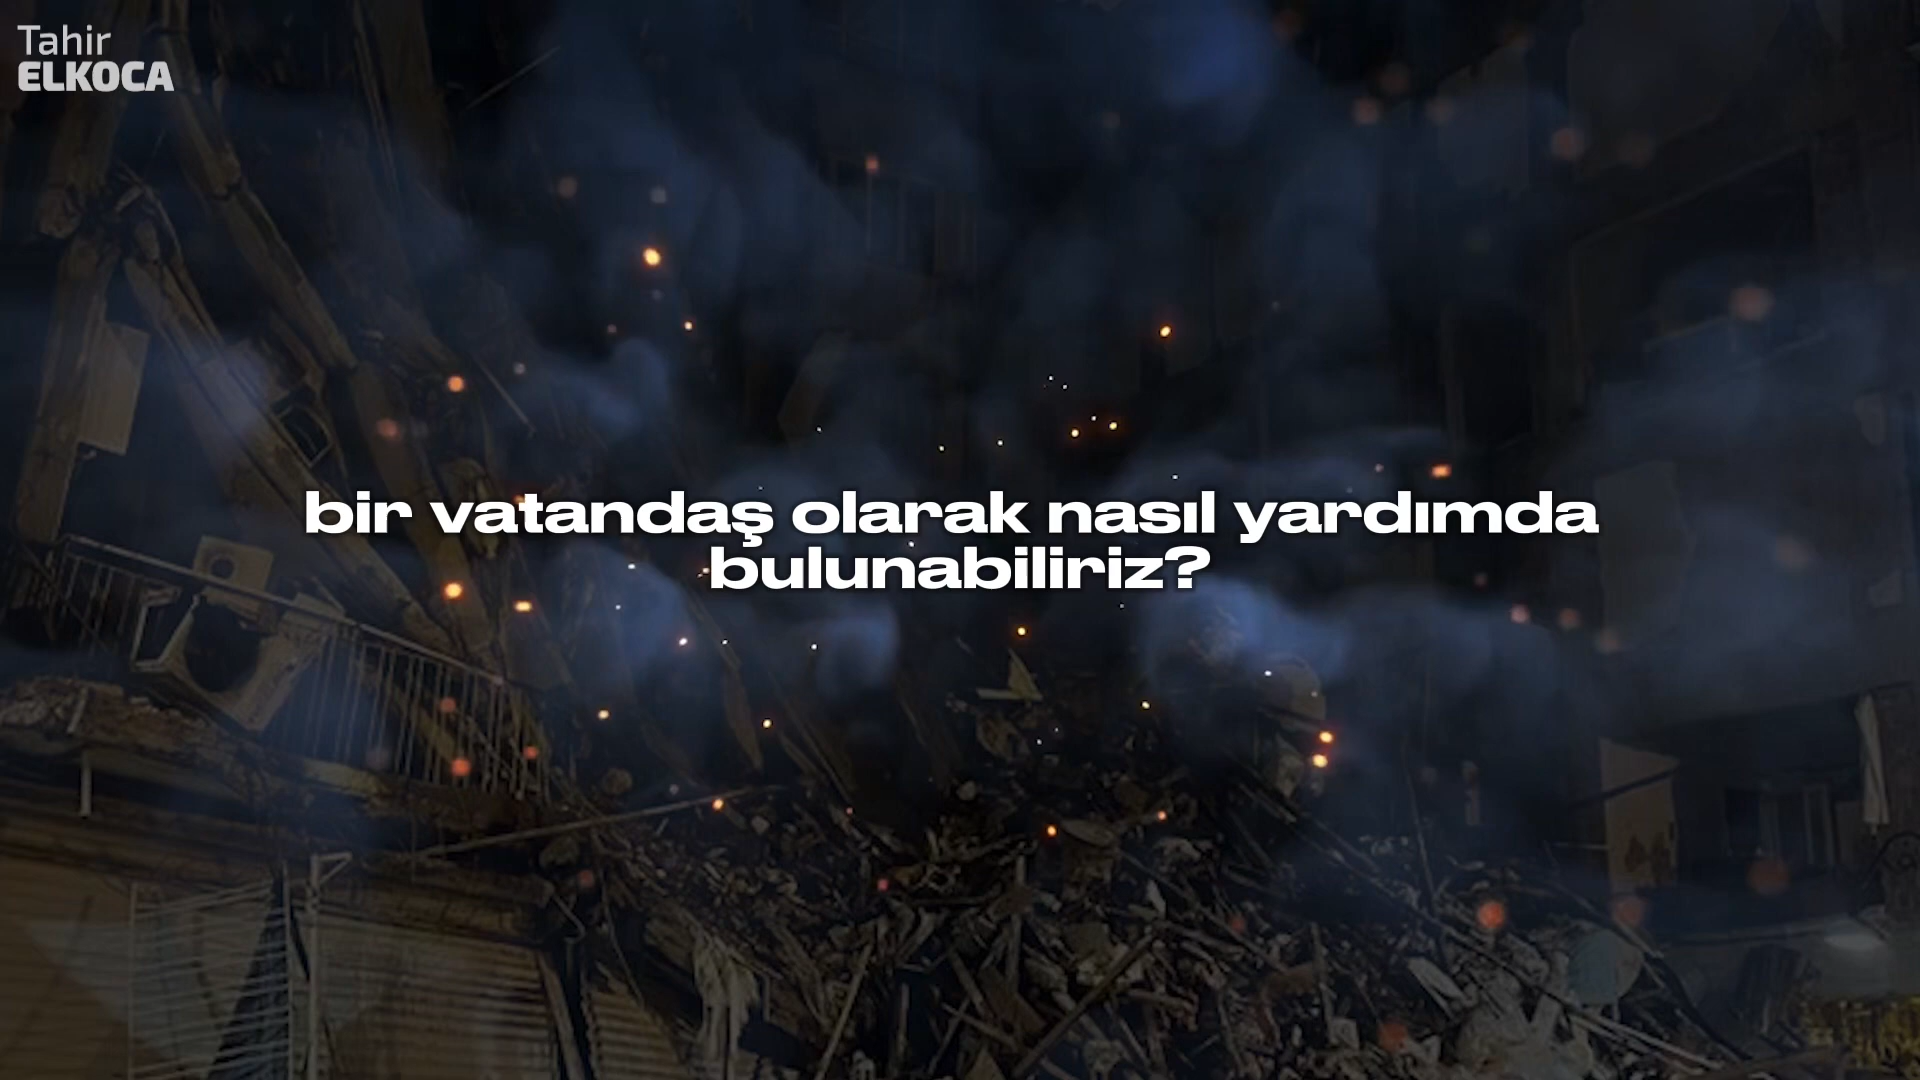 Tahir
ELKOCA
bir vatandaş olarak nasıl yardımda
bulunabiliriz?